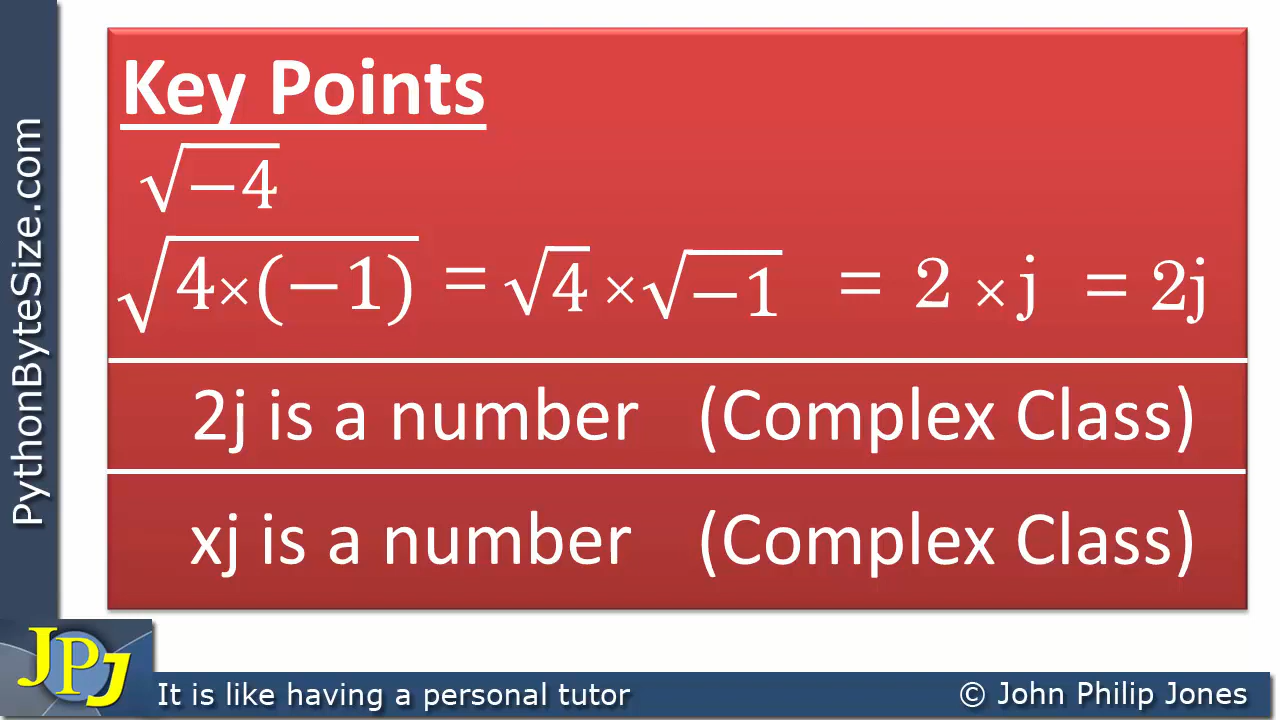 Key Points
√−4
√4×(−1) = √4 ×√−1 = 2 × j = 2j
2j is a number (Complex Class)
xj is a number (Complex Class)
PythonByteSize.com
JPJ
It is like having a personal tutor
© John Philip Jones